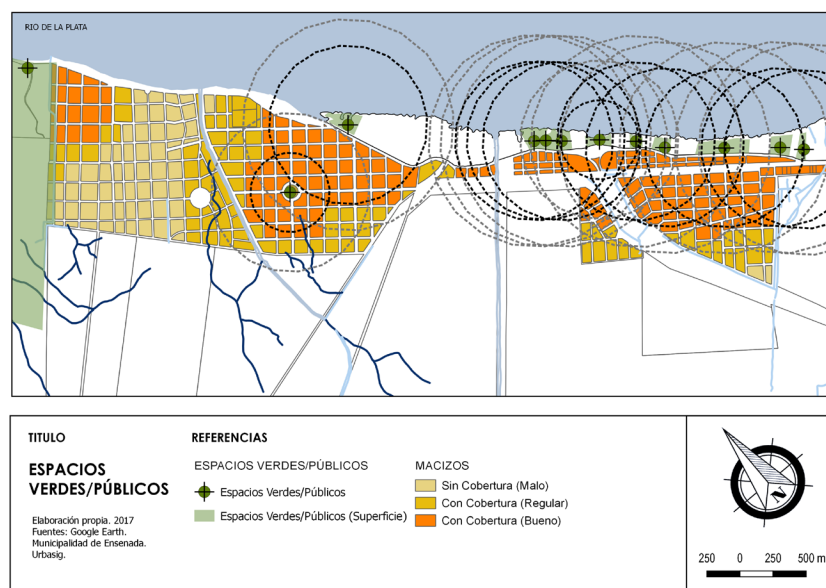 RIO DE LA PLATA
TITULO
ESPACIOS
VERDES/PÚBLICOS
Elaboración propia. 2017
Fuentes: Google Earth.
Municipalidad de Ensenada.
Urbasig.
REFERENCIAS
ESPACIOS VERDES/PÚBLICOS
Espacios Verdes/Públicos
Espacios Verdes/Públicos (Superficie)
MACIZOS
Sin Cobertura (Malo)
Con Cobertura (Regular)
Con Cobertura (Bueno)
N
250 0 250 500 m